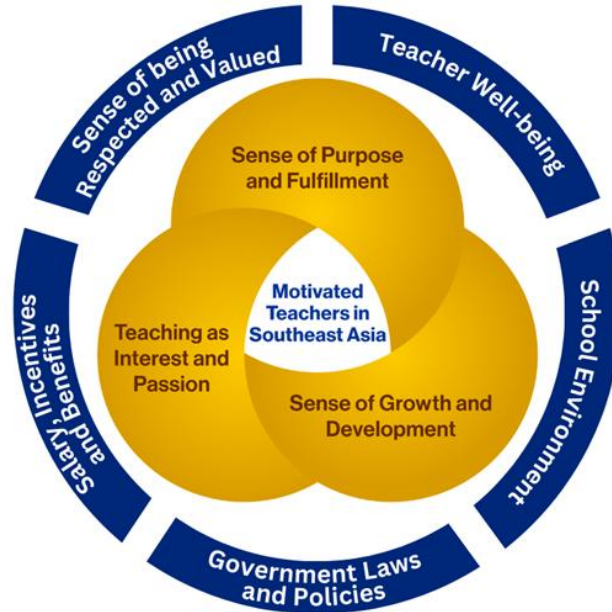 Sense of being
Respected and Valued
Teacher Well-being
Sense of Purpose
and Fulfillment
Motivated
Teachers in
Southeast Asia
Teaching as
Interest and
Passion
Sense of Growth and
Development
Salary, Incentives
and Benefits
School Environment
Government Laws
and Policies